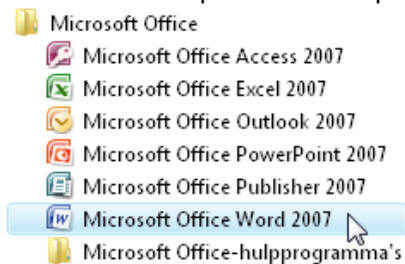 Microsoft Office
Microsoft Office Access 2007
Microsoft Office Excel 2007
Microsoft Office Outlook 2007
Microsoft Office PowerPoint 2007
Microsoft Office Publisher 2007
Microsoft Office Word 2007
Microsoft Office-hulpprogramma's